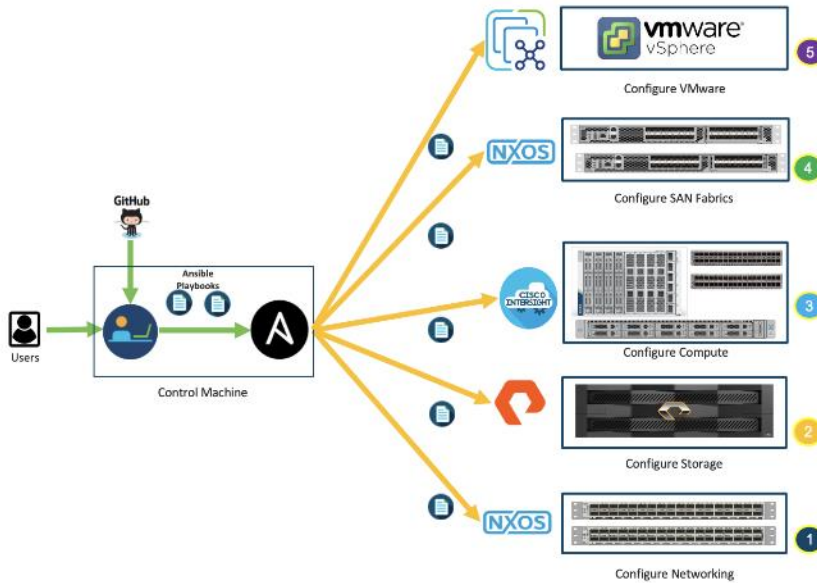 vmware®
vSphere
5
Configure VMware
NXOS
4
Configure SAN Fabrics
GitHub
Ansible
Playbooks
CISCO
INTERSIGHT
3
Users
Configure Compute
Control Machine
2
Configure Storage
NXOS
1
Configure Networking